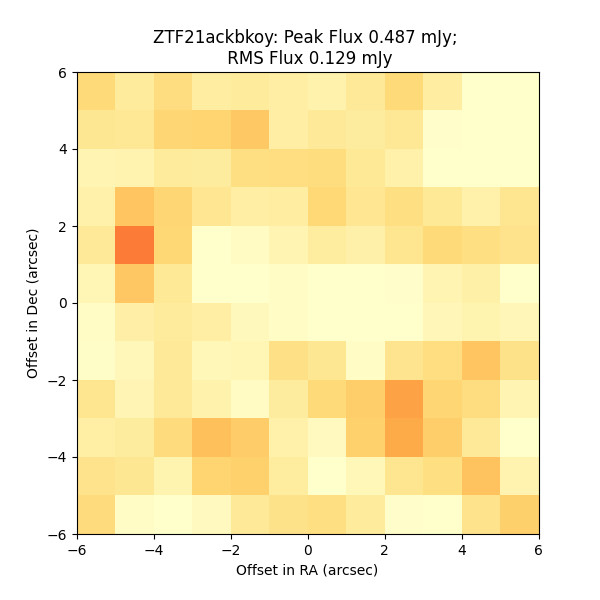 ZTF21ackbkoy: Peak Flux 0.487 mJy;
RMS Flux 0.129 mJy
6
4
2
0
−2
−4
−6
Offset in Dec (arcsec)
−6 −4 −2 0 2 4 6
Offset in RA (arcsec)